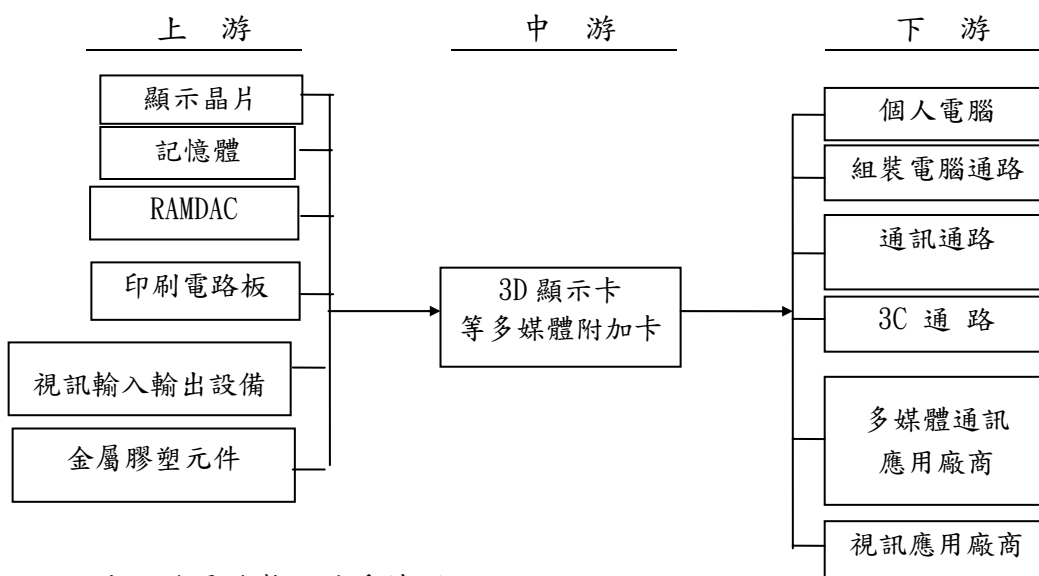 上 游
中 游
下 游
顯示晶片
記憶體
RAMDAC
印刷電路板
視訊輸入輸出設備
金屬膠塑元件
3D 顯示卡
等多媒體附加卡
個人電腦
組裝電腦通路
通訊通路
3C 通 路
多媒體通訊
應用廠商
視訊應用廠商